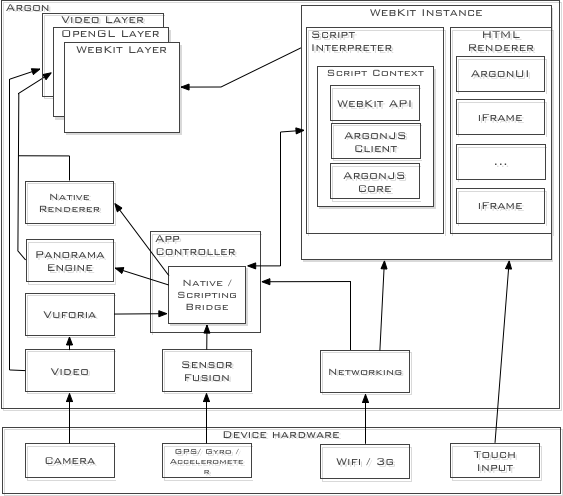 Argon
Video Layer
OpenGL Layer
WebKit Layer
WebKit Instance
Script
Interpreter
Script Context
WebKit API
ArgonJS
Client
ArgonJS
Core
HTML
Renderer
ArgonUI
iFrame
...
iFrame
Native
Renderer
Panorama
Engine
App
Controller
Native /
Scripting
Bridge
Vuforia
Video
Sensor
Fusion
Networking
Device hardware
Camera
GPS/ Gyro /
Acceleromete
r
Wifi / 3g
Touch
Input